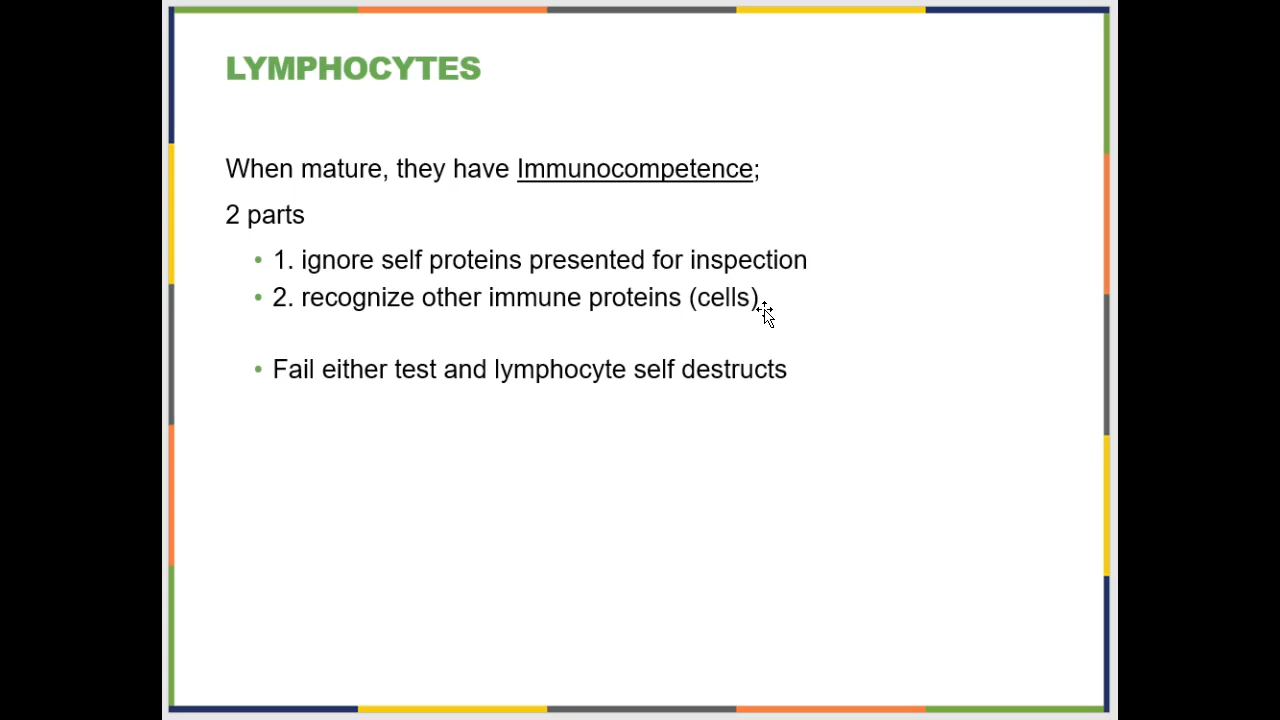 LYMPHOCYTES
When mature, they have Immunocompetence;
2 parts
• 1. ignore self proteins presented for inspection
• 2. recognize other immune proteins (cells)
• Fail either test and lymphocyte self destructs